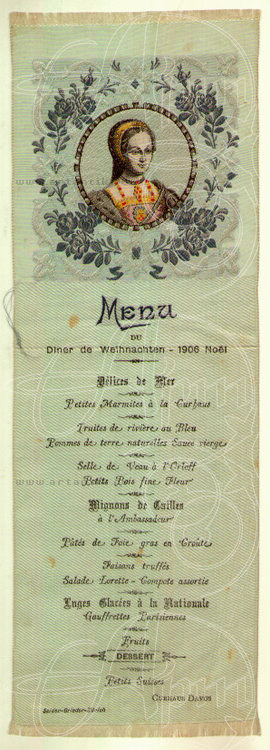 Menu
DU
Diner de Weihnachten - 1906 Noël
Délices de Mer
Petites Marmites à la Curhaus
Truites de rivière au Bleu
Pommes de terre naturelles Sauce vierge
Selle de Veau à l'Orloff
Petits Pois fine Fleur
Mignons de Cailles
à l'Ambassadeur
Pâtés de Foie gras en Croûte
Faisans truffés
Salade Lorette - Compote assortie
Luges Glacées à la Nationale
Gauffrettes Parisiennes
Fruits
DESSERT
Petits Suisses
CURHAUS DAVOS